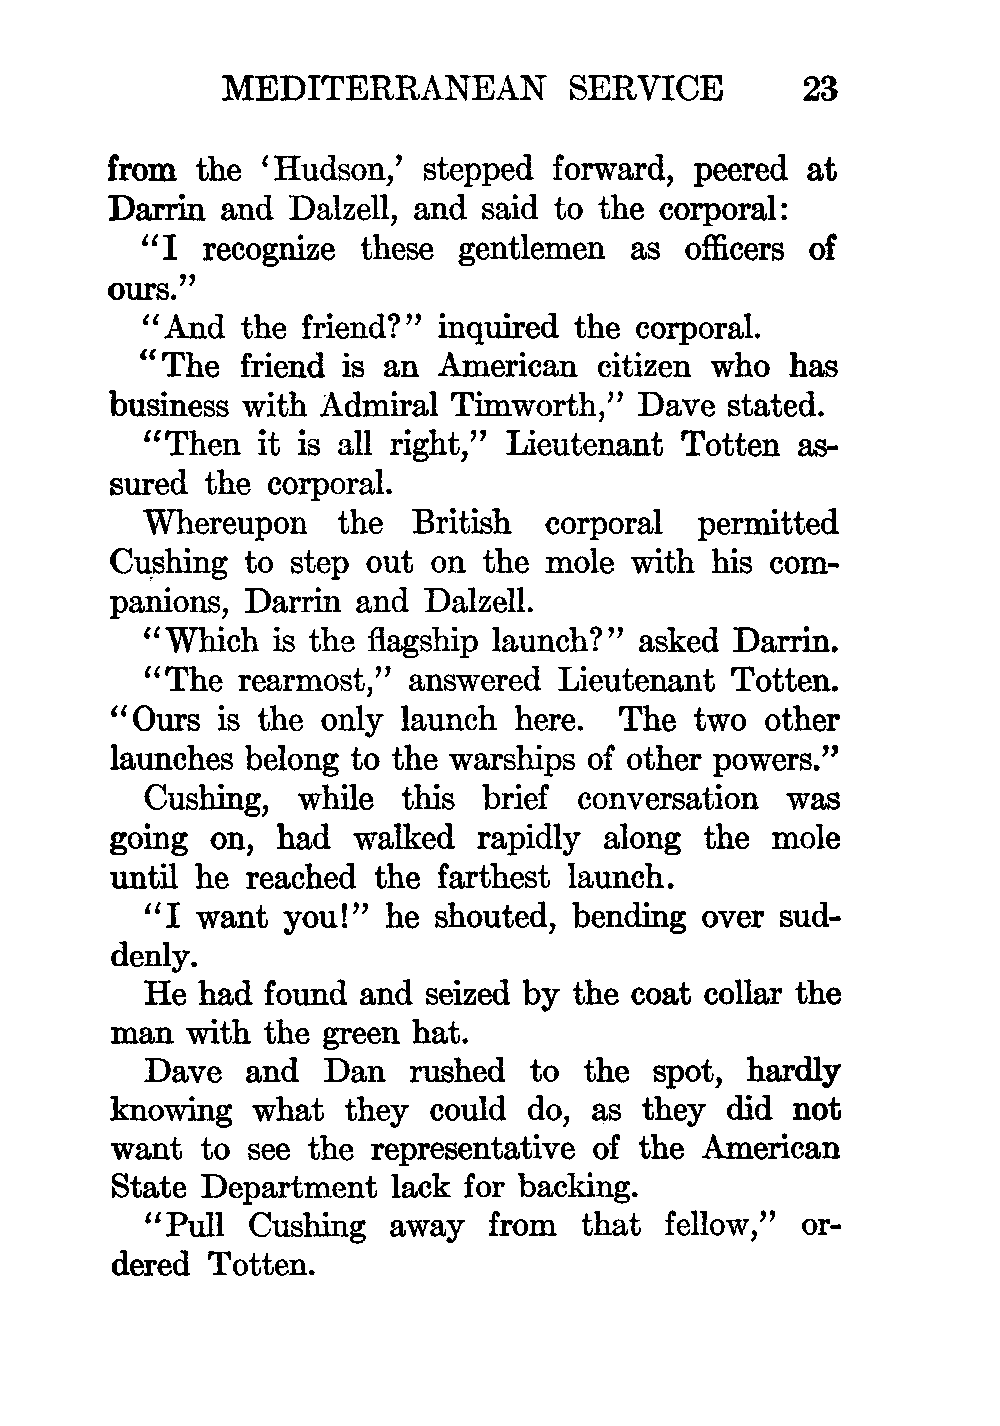 MEDITERRANEAN SERVICE 23
from the ‘Hudson,’ stepped forward, peered at
Darrin and Dalzell, and said to the corporal:
“I recognize these gentlemen as officers of
ours.”
“And the friend?” inquired the corporal.
“The friend is an American citizen who has
business with Admiral Timworth,” Dave stated.
“Then it is all right,” Lieutenant Totten as-
sured the corporal.
Whereupon the British corporal permitted
Cushing to step out on the mole with his com-
panions, Darrin and Dalzell.
“Which is the flagship launch?” asked Darrin.
“The rearmost,” answered Lieutenant Totten.
“Ours is the only launch here. The two other
launches belong to the warships of other powers.”
Cushing, while this brief conversation was
going on, had walked rapidly along the mole
until he reached the farthest launch.
“I want you!” he shouted, bending over sud-
denly.
He had found and seized by the coat collar the
man with the green hat.
Dave and Dan rushed to the spot, hardly
knowing what they could do, as they did not
want to see the representative of the American
State Department lack for backing.
“Pull Cushing away from that fellow,” or-
dered Totten.